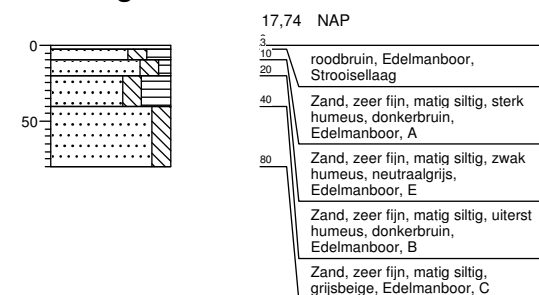 17,74 NAP
0
50
3
10
20
40
80
roodbruin, Edelmanboor,
Strooisellaag
Zand, zeer fijn, matig siltig, sterk
humeus, donkerbruin,
Edelmanboor, A
Zand, zeer fijn, matig siltig, zwak
humeus, neutraalgrijs,
Edelmanboor, E
Zand, zeer fijn, matig siltig, uiterst
humeus, donkerbruin,
Edelmanboor, B
Zand, zeer fijn, matig siltig,
grijsbeige, Edelmanboor, C